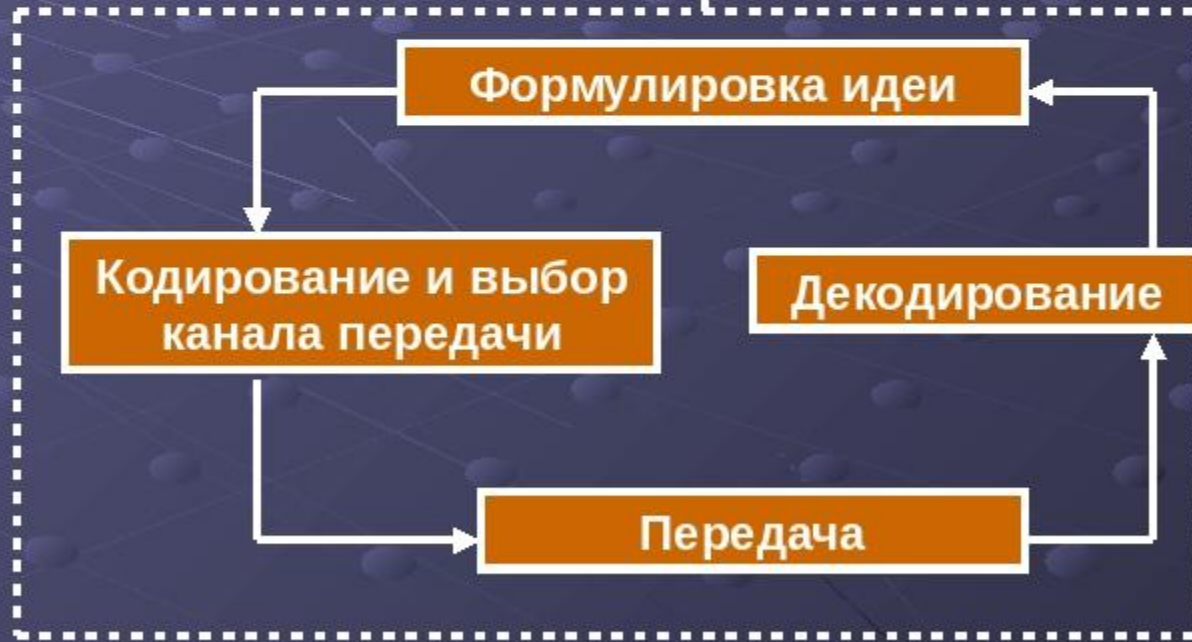 Формулировка идеи
Кодирование и выбор
канала передачи
Декодирование
Передача